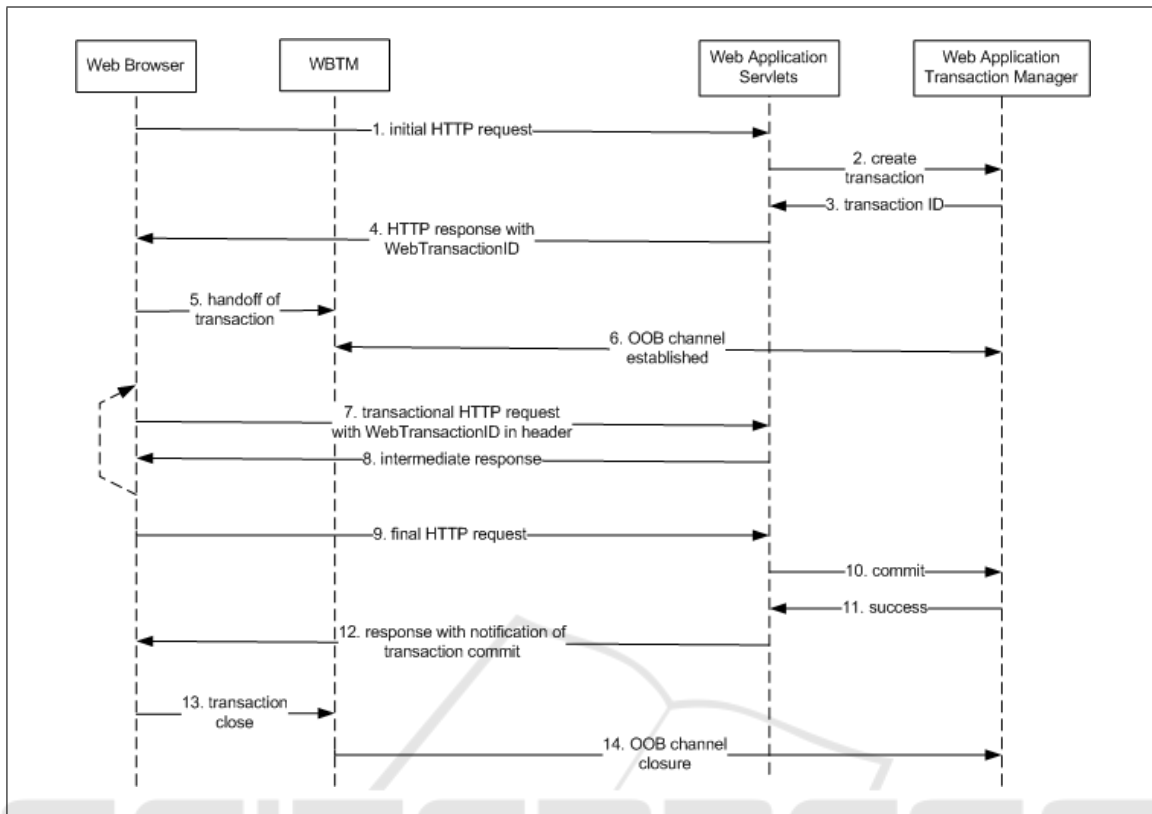 Web Browser
WBTM
Web Application
Servlets
Web Application
Transaction Manager
1. initial HTTP request
2. create
transaction
3. transaction ID
4. HTTP response with
WebTransactionID
5. handoff of
transaction
6. OOB channel
established
7. transactional HTTP request
with WebTransactionID in header
8. intermediate response
9. final HTTP request
10. commit
11. success
12. response with notification of
transaction commit
13. transaction
close
14. OOB channel
closure